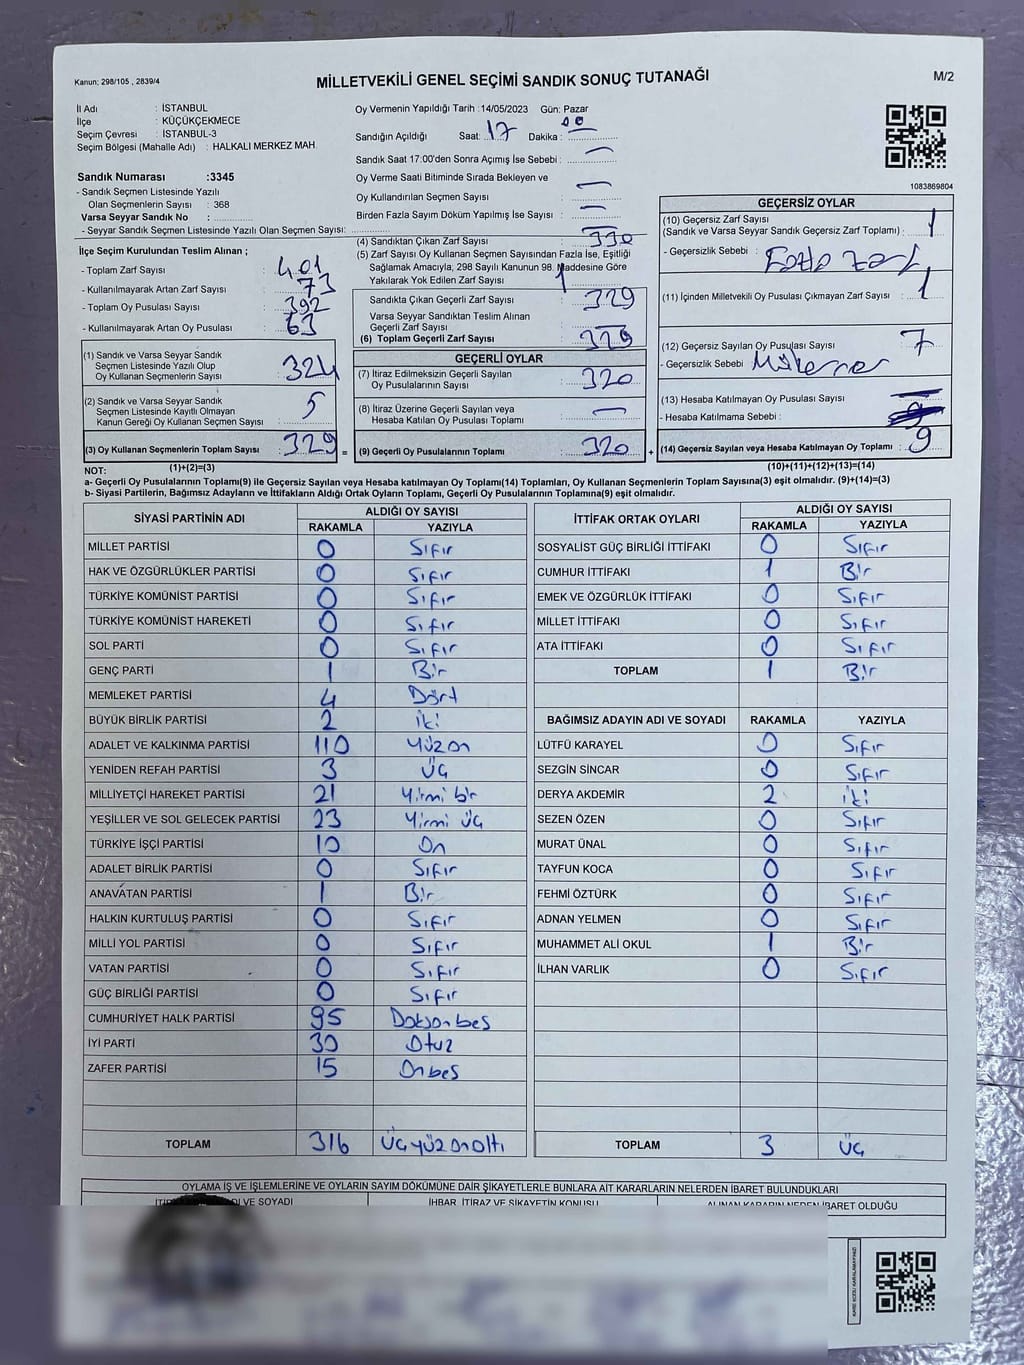 Kanun: 298/105 , 2839/4
MİLLETVEKİLİ GENEL SEÇİMİ SANDIK SONUÇ TUTANAĞI
M/2
İl Adı : İSTANBUL
İlçe : KÜÇÜKÇEKMECE
Seçim Çevresi : İSTANBUL-3
Seçim Bölgesi (Mahalle Adı) : HALKALI MERKEZ MAH.
Sandık Numarası :3345
- Sandık Seçmen Listesinde Yazılı
Olan Seçmenlerin Sayısı : 368
Varsa Seyyar Sandık No :
- Seyyar Sandık Seçmen Listesinde Yazılı Olan Seçmen Sayısı:
İlçe Seçim Kurulundan Teslim Alınan ;
- Toplam Zarf Sayısı : 401
- Kullanılmayarak Artan Zarf Sayısı : 73
- Toplam Oy Pusulası Sayısı : 392
- Kullanılmayarak Artan Oy Pusulası : 63
(1) Sandık ve Varsa Seyyar Sandık
Seçmen Listesinde Yazılı Olup
Oy Kullanan Seçmenlerin Sayısı : 324
(2) Sandık ve Varsa Seyyar Sandık
Seçmen Listesinde Kayıtlı Olmayan
Kanun Gereği Oy Kullanan Seçmen Sayısı : 5
(3) Oy Kullanan Seçmenlerin Toplam Sayısı : 329 =
(1)+(2)=(3)
Oy Vermenin Yapıldığı Tarih :14/05/2023 Gün: Pazar
Sandığın Açıldığı Saat: 17 Dakika : 00
Sandık Saat 17:00'den Sonra Açımış İse Sebebi : —
Oy Verme Saati Bitiminde Sırada Bekleyen ve
Oy Kullandırılan Seçmen Sayısı : —
Birden Fazla Sayım Döküm Yapılmış İse Sayısı : —
(4) Sandıktan Çıkan Zarf Sayısı : 330
(5) Zarf Sayısı Oy Kullanan Seçmen Sayısından Fazla İse, Eşitliği
Sağlamak Amacıyla, 298 Sayılı Kanunun 98. Maddesine Göre
Yakılarak Yok Edilen Zarf Sayısı : 1
Sandıkta Çıkan Geçerli Zarf Sayısı : 329
Varsa Seyyar Sandıktan Teslim Alınan
Geçerli Zarf Sayısı : —
(6) Toplam Geçerli Zarf Sayısı : 329
GEÇERLİ OYLAR
(7) İtiraz Edilmeksizin Geçerli Sayılan
Oy Pusulalarının Sayısı : 320
(8) İtiraz Üzerine Geçerli Sayılan veya
Hesaba Katılan Oy Pusulası Toplamı : —
(9) Geçerli Oy Pusulalarının Toplamı : 320 +
1083869804
GEÇERSİZ OYLAR
(10) Geçersiz Zarf Sayısı
(Sandık ve Varsa Seyyar Sandık Geçersiz Zarf Toplamı) : 1
- Geçersizlik Sebebi : Fazla zarf
(11) İçinden Milletvekili Oy Pusulası Çıkmayan Zarf Sayısı : 1
(12) Geçersiz Sayılan Oy Pusulası Sayısı : 7
- Geçersizlik Sebebi :
(13) Hesaba Katılmayan Oy Pusulası Sayısı : —
- Hesaba Katılmama Sebebi :
(14) Geçersiz Sayılan veya Hesaba Katılmayan Oy Toplamı : 9
(10)+(11)+(12)+(13)=(14)
NOT:
a- Geçerli Oy Pusulalarının Toplamı(9) ile Geçersiz Sayılan veya Hesaba katılmayan Oy Toplamı(14) Toplamları, Oy Kullanan Seçmenlerin Toplam Sayısına(3) eşit olmalıdır. (9)+(14)=(3)
b- Siyasi Partilerin, Bağımsız Adayların ve İttifakların Aldığı Ortak Oyların Toplamı, Geçerli Oy Pusulalarının Toplamına(9) eşit olmalıdır.
SİYASİ PARTİNİN ADI ALDIĞI OY SAYISI
RAKAMLA YAZIYLA
MİLLET PARTİSİ 0 Sıfır
HAK VE ÖZGÜRLÜKLER PARTİSİ 0 Sıfır
TÜRKİYE KOMÜNİST PARTİSİ 0 Sıfır
TÜRKİYE KOMÜNİST HAREKETİ 0 Sıfır
SOL PARTİ 0 Sıfır
GENÇ PARTİ 1 Bir
MEMLEKET PARTİSİ 4 Dört
BÜYÜK BİRLİK PARTİSİ 2 iki
ADALET VE KALKINMA PARTİSİ 110 Yüzon
YENİDEN REFAH PARTİSİ 3 Üç
MİLLİYETÇİ HAREKET PARTİSİ 21 Yirmi bir
YEŞİLLER VE SOL GELECEK PARTİSİ 23 Yirmi üç
TÜRKİYE İŞÇİ PARTİSİ 10 On
ADALET BİRLİK PARTİSİ 0 Sıfır
ANAVATAN PARTİSİ 1 Bir
HALKIN KURTULUŞ PARTİSİ 0 Sıfır
MİLLİ YOL PARTİSİ 0 Sıfır
VATAN PARTİSİ 0 Sıfır
GÜÇ BİRLİĞİ PARTİSİ 0 Sıfır
CUMHURİYET HALK PARTİSİ 95 Doksanbeş
İYİ PARTİ 30 Otuz
ZAFER PARTİSİ 15 Onbeş
TOPLAM 316 Üçyüzonaltı
İTTİFAK ORTAK OYLARI ALDIĞI OY SAYISI
RAKAMLA YAZIYLA
SOSYALİST GÜÇ BİRLİĞİ İTTİFAKI 0 Sıfır
CUMHUR İTTİFAKI 1 Bir
EMEK VE ÖZGÜRLÜK İTTİFAKI 0 Sıfır
MİLLET İTTİFAKI 0 Sıfır
ATA İTTİFAKI 0 Sıfır
TOPLAM 1 Bir
BAĞIMSIZ ADAYIN ADI VE SOYADI RAKAMLA YAZIYLA
LÜTFÜ KARAYEL 0 Sıfır
SEZGİN SİNCAR 0 Sıfır
DERYA AKDEMİR 2 iki
SEZEN ÖZEN 0 Sıfır
MURAT ÜNAL 0 Sıfır
TAYFUN KOCA 0 Sıfır
FEHMİ ÖZTÜRK 0 Sıfır
ADNAN YELMEN 0 Sıfır
MUHAMMET ALİ OKUL 1 Bir
İLHAN VARLIK 0 Sıfır
TOPLAM 3 Üç
OYLAMA İŞ VE İŞLEMLERİNE VE OYLARIN SAYIM DÖKÜMÜNE DAİR ŞİKAYETLERLE BUNLARA AİT KARARLARIN NELERDEN İBARET BULUNDUKLARI
VE SOYADI İHBAR, İTİRAZ VE ŞİKAYETİN KONUSU ALINAN KARARIN NEDEN İBARET OLDUĞU